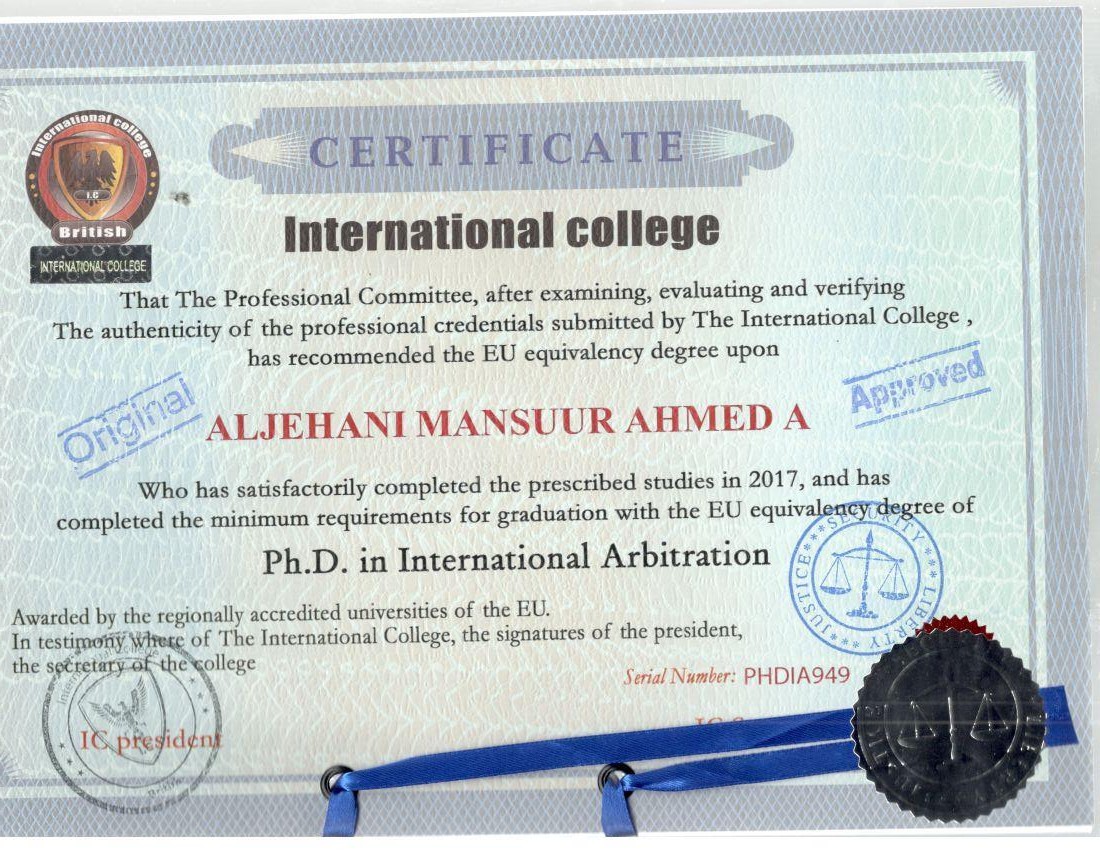 International college
I.C
British
INTERNATIONAL COLLEGE
CERTIFICATE
International college
That The Professional Committee, after examining, evaluating and verifying
The authenticity of the professional credentials submitted by The International College ,
has recommended the EU equivalency degree upon
Original
Approved
ALJEHANI MANSUUR AHMED A
Who has satisfactorily completed the prescribed studies in 2017, and has
completed the minimum requirements for graduation with the EU equivalency degree of
Ph.D. in International Arbitration
JUSTICE *** SECURITY *** LIBERTY ***
Awarded by the regionally accredited universities of the EU.
In testimony Where of The International College, the signatures of the president,
the secretary of the college
Serial Number: PHDIA949
IC president